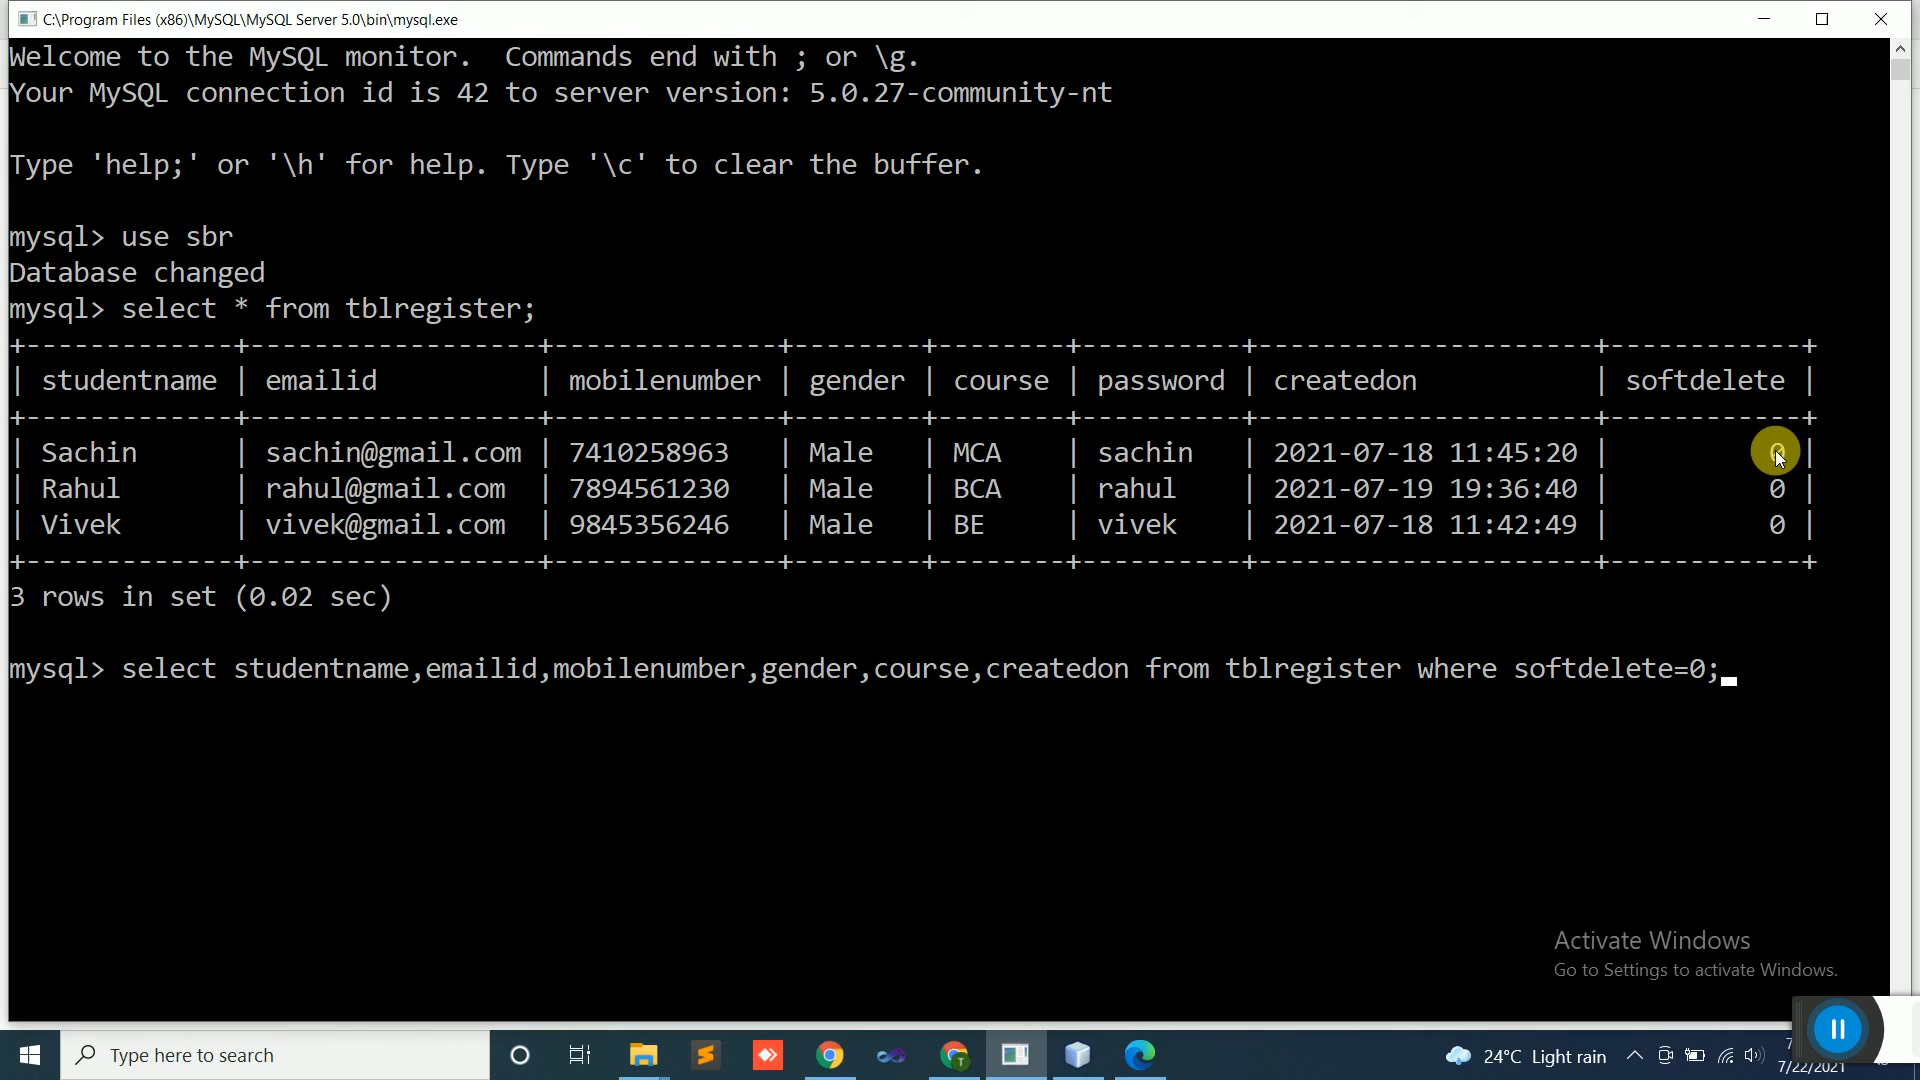 C:\Program Files (x86)\MySQL\MySQL Server 5.0\bin\mysql.exe
Welcome to the MySQL monitor.  Commands end with ; or \g.
Your MySQL connection id is 42 to server version: 5.0.27-community-nt
Type 'help;' or '\h' for help. Type '\c' to clear the buffer.
mysql> use sbr
Database changed
mysql> select * from tblregister;
+-------------+------------------+--------------+--------+--------+----------+---------------------+------------+
| studentname | emailid          | mobilenumber | gender | course | password | createdon           | softdelete |
+-------------+------------------+--------------+--------+--------+----------+---------------------+------------+
| Sachin      | sachin@gmail.com | 7410258963   | Male   | MCA    | sachin   | 2021-07-18 11:45:20 |          0 |
| Rahul       | rahul@gmail.com  | 7894561230   | Male   | BCA    | rahul    | 2021-07-19 19:36:40 |          0 |
| Vivek       | vivek@gmail.com  | 9845356246   | Male   | BE     | vivek    | 2021-07-18 11:42:49 |          0 |
+-------------+------------------+--------------+--------+--------+----------+---------------------+------------+
3 rows in set (0.02 sec)
mysql> select studentname,emailid,mobilenumber,gender,course,createdon from tblregister where softdelete=0;
Activate Windows
Go to Settings to activate Windows.
Type here to search
24°C Light rain
7/22/2021